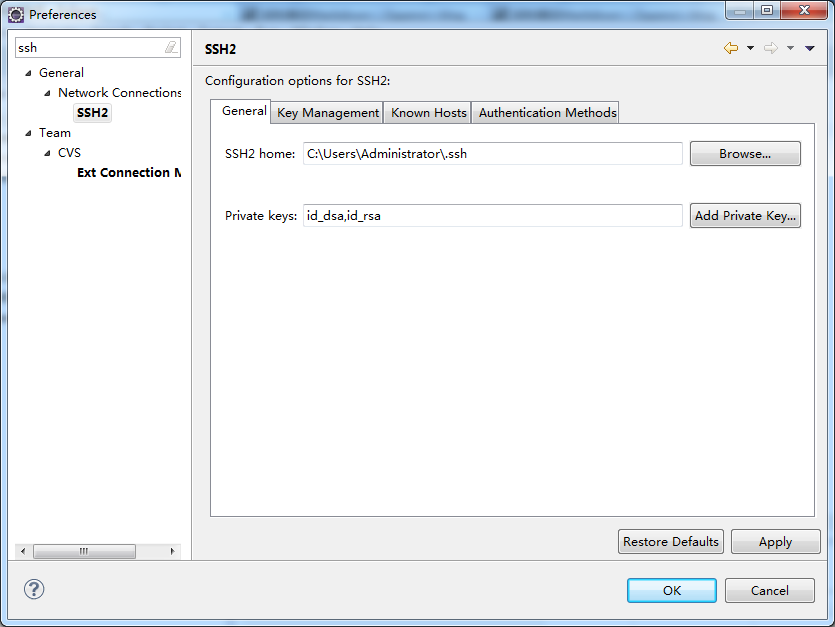 Preferences
ssh
General
Network Connections
SSH2
Team
CVS
Ext Connection M
SSH2
Configuration options for SSH2:
General
Key Management
Known Hosts
Authentication Methods
SSH2 home:
C:\Users\Administrator\.ssh
Browse...
Private keys:
id_dsa,id_rsa
Add Private Key...
Restore Defaults
Apply
?
OK
Cancel